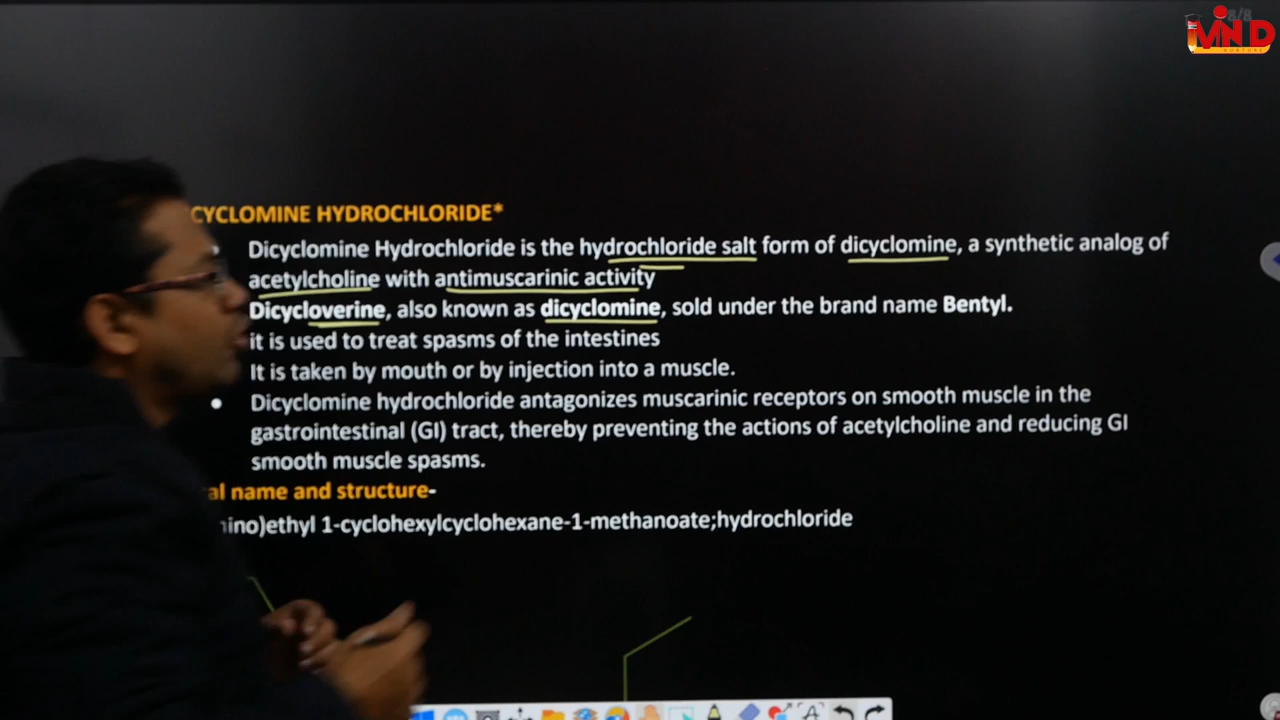 8/8
MIND
NURTURE
CYCLOMINE HYDROCHLORIDE*
Dicyclomine Hydrochloride is the hydrochloride salt form of dicyclomine, a synthetic analog of
acetylcholine with antimuscarinic activity
Dicycloverine, also known as dicyclomine, sold under the brand name Bentyl.
it is used to treat spasms of the intestines
It is taken by mouth or by injection into a muscle.
• Dicyclomine hydrochloride antagonizes muscarinic receptors on smooth muscle in the
gastrointestinal (GI) tract, thereby preventing the actions of acetylcholine and reducing GI
smooth muscle spasms.
al name and structure-
ino)ethyl 1-cyclohexylcyclohexane-1-methanoate;hydrochloride